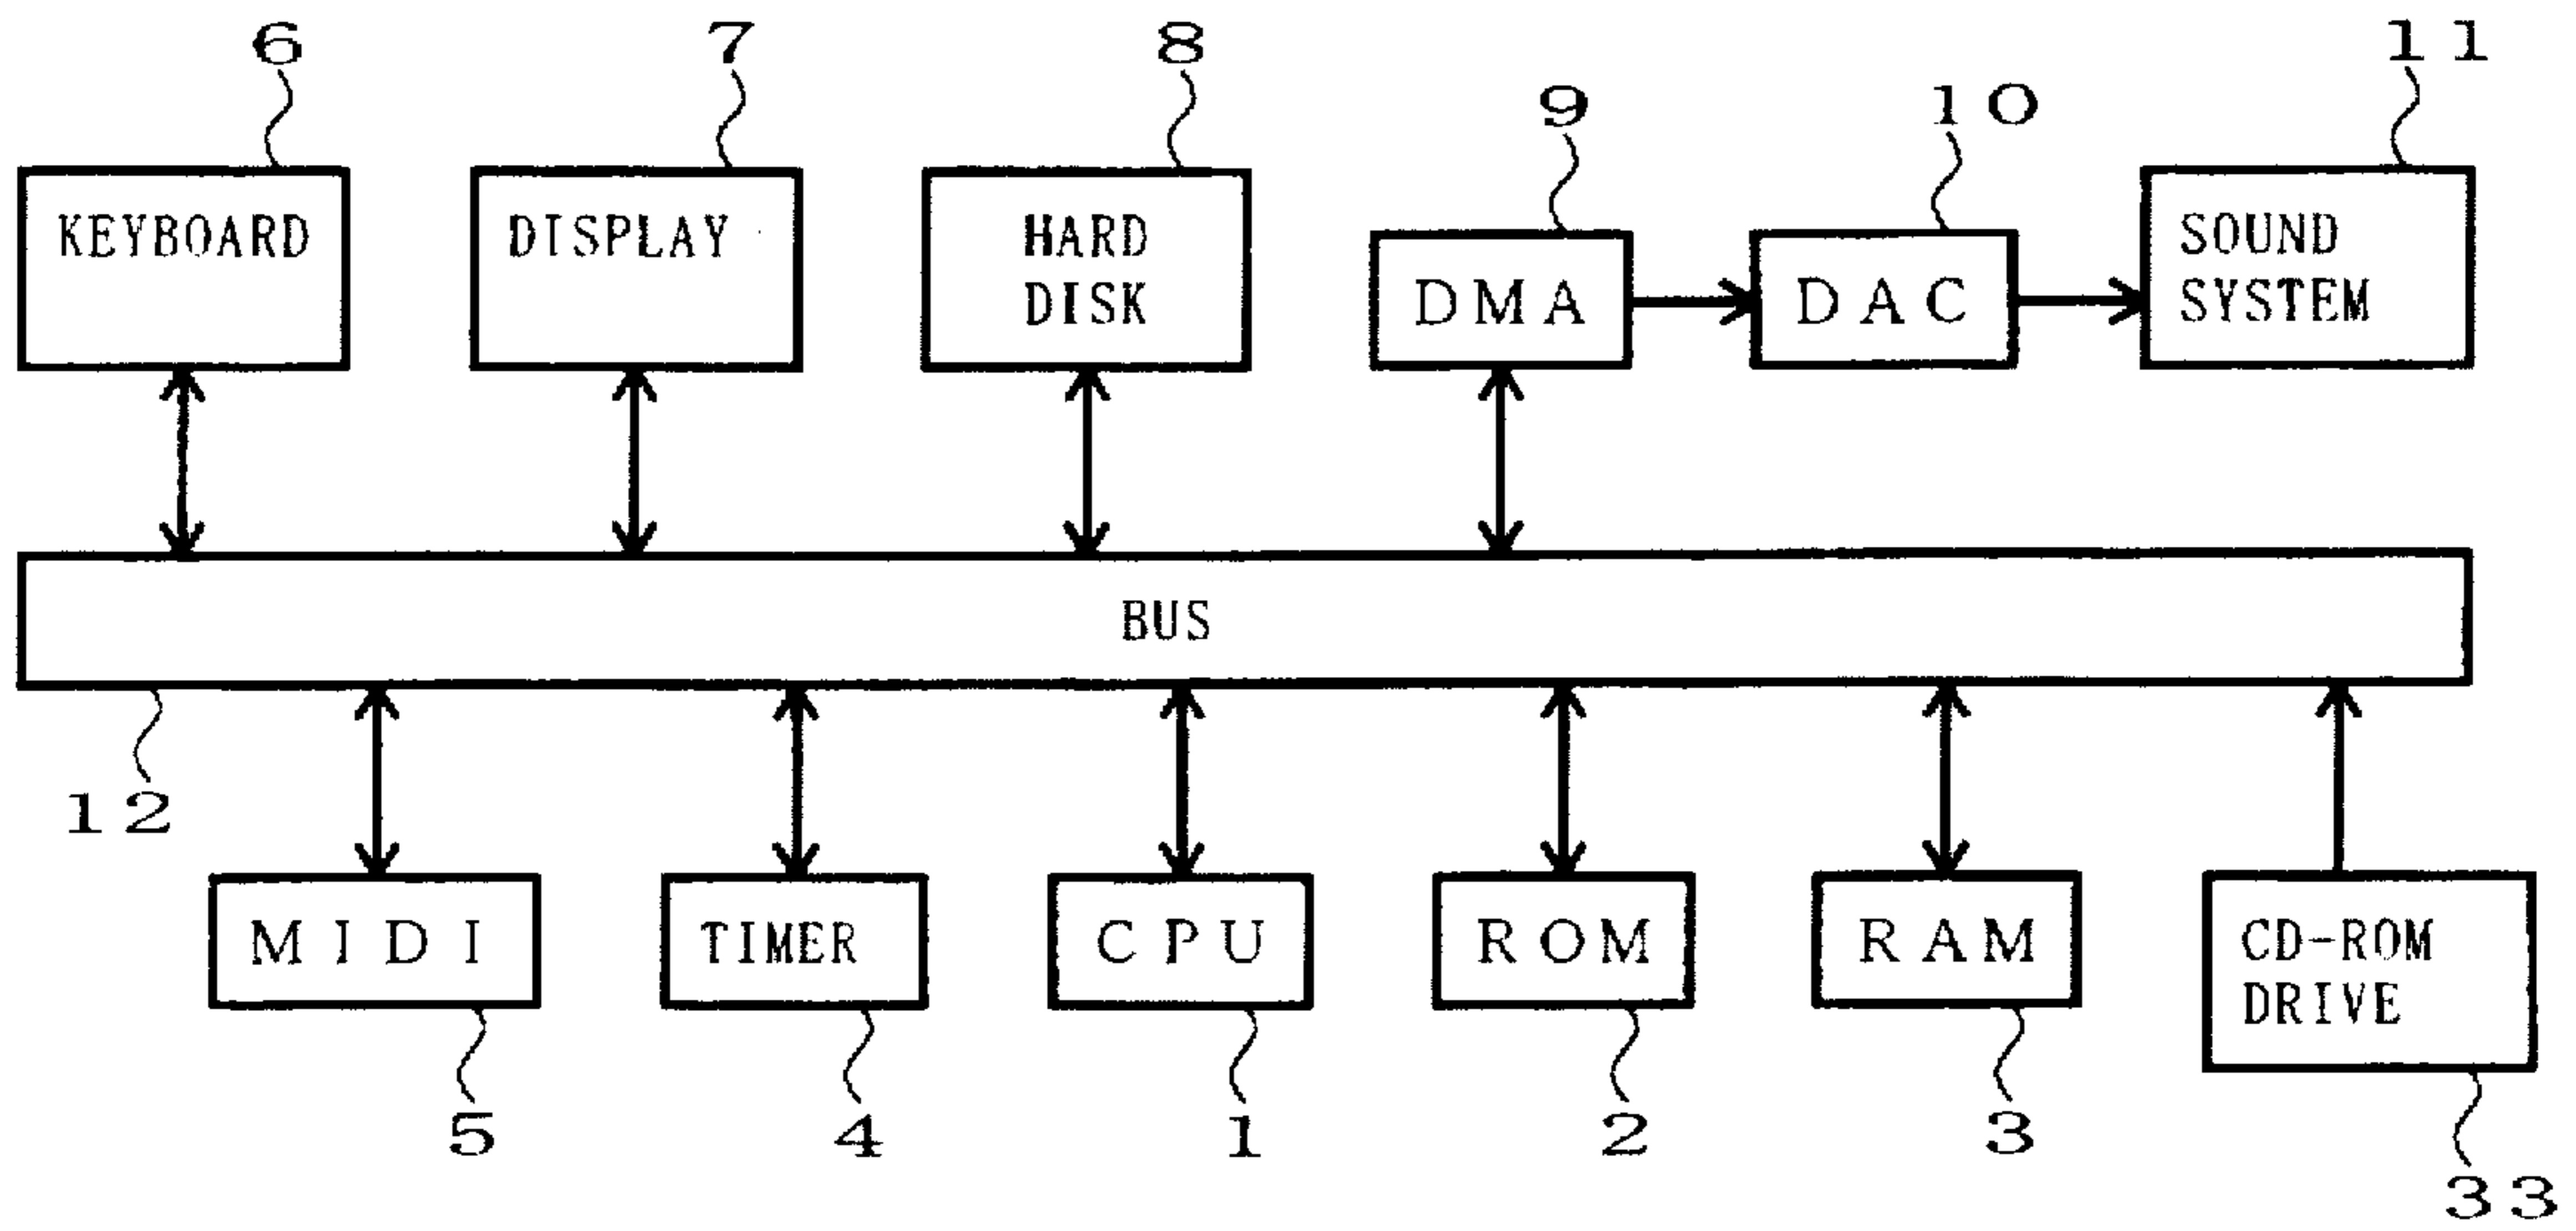 6
7
8
9
10
11
KEYBOARD
DISPLAY
HARD
DISK
DMA
DAC
SOUND
SYSTEM
BUS
12
MIDI
TIMER
CPU
ROM
RAM
CD-ROM
DRIVE
5
4
1
2
3
33